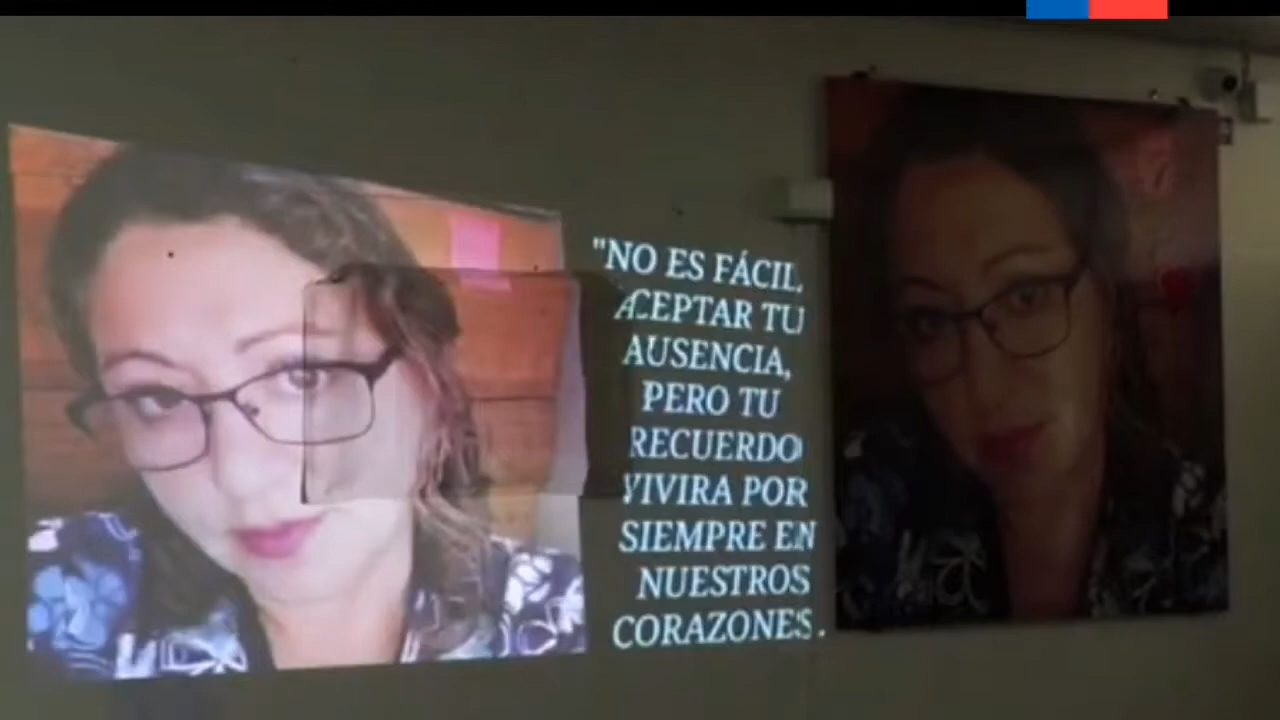 "NO ES FÁCIL
ACEPTAR TU
AUSENCIA,
PERO TU
RECUERDO
VIVIRA POR
SIEMPRE EN
NUESTROS
CORAZONES.